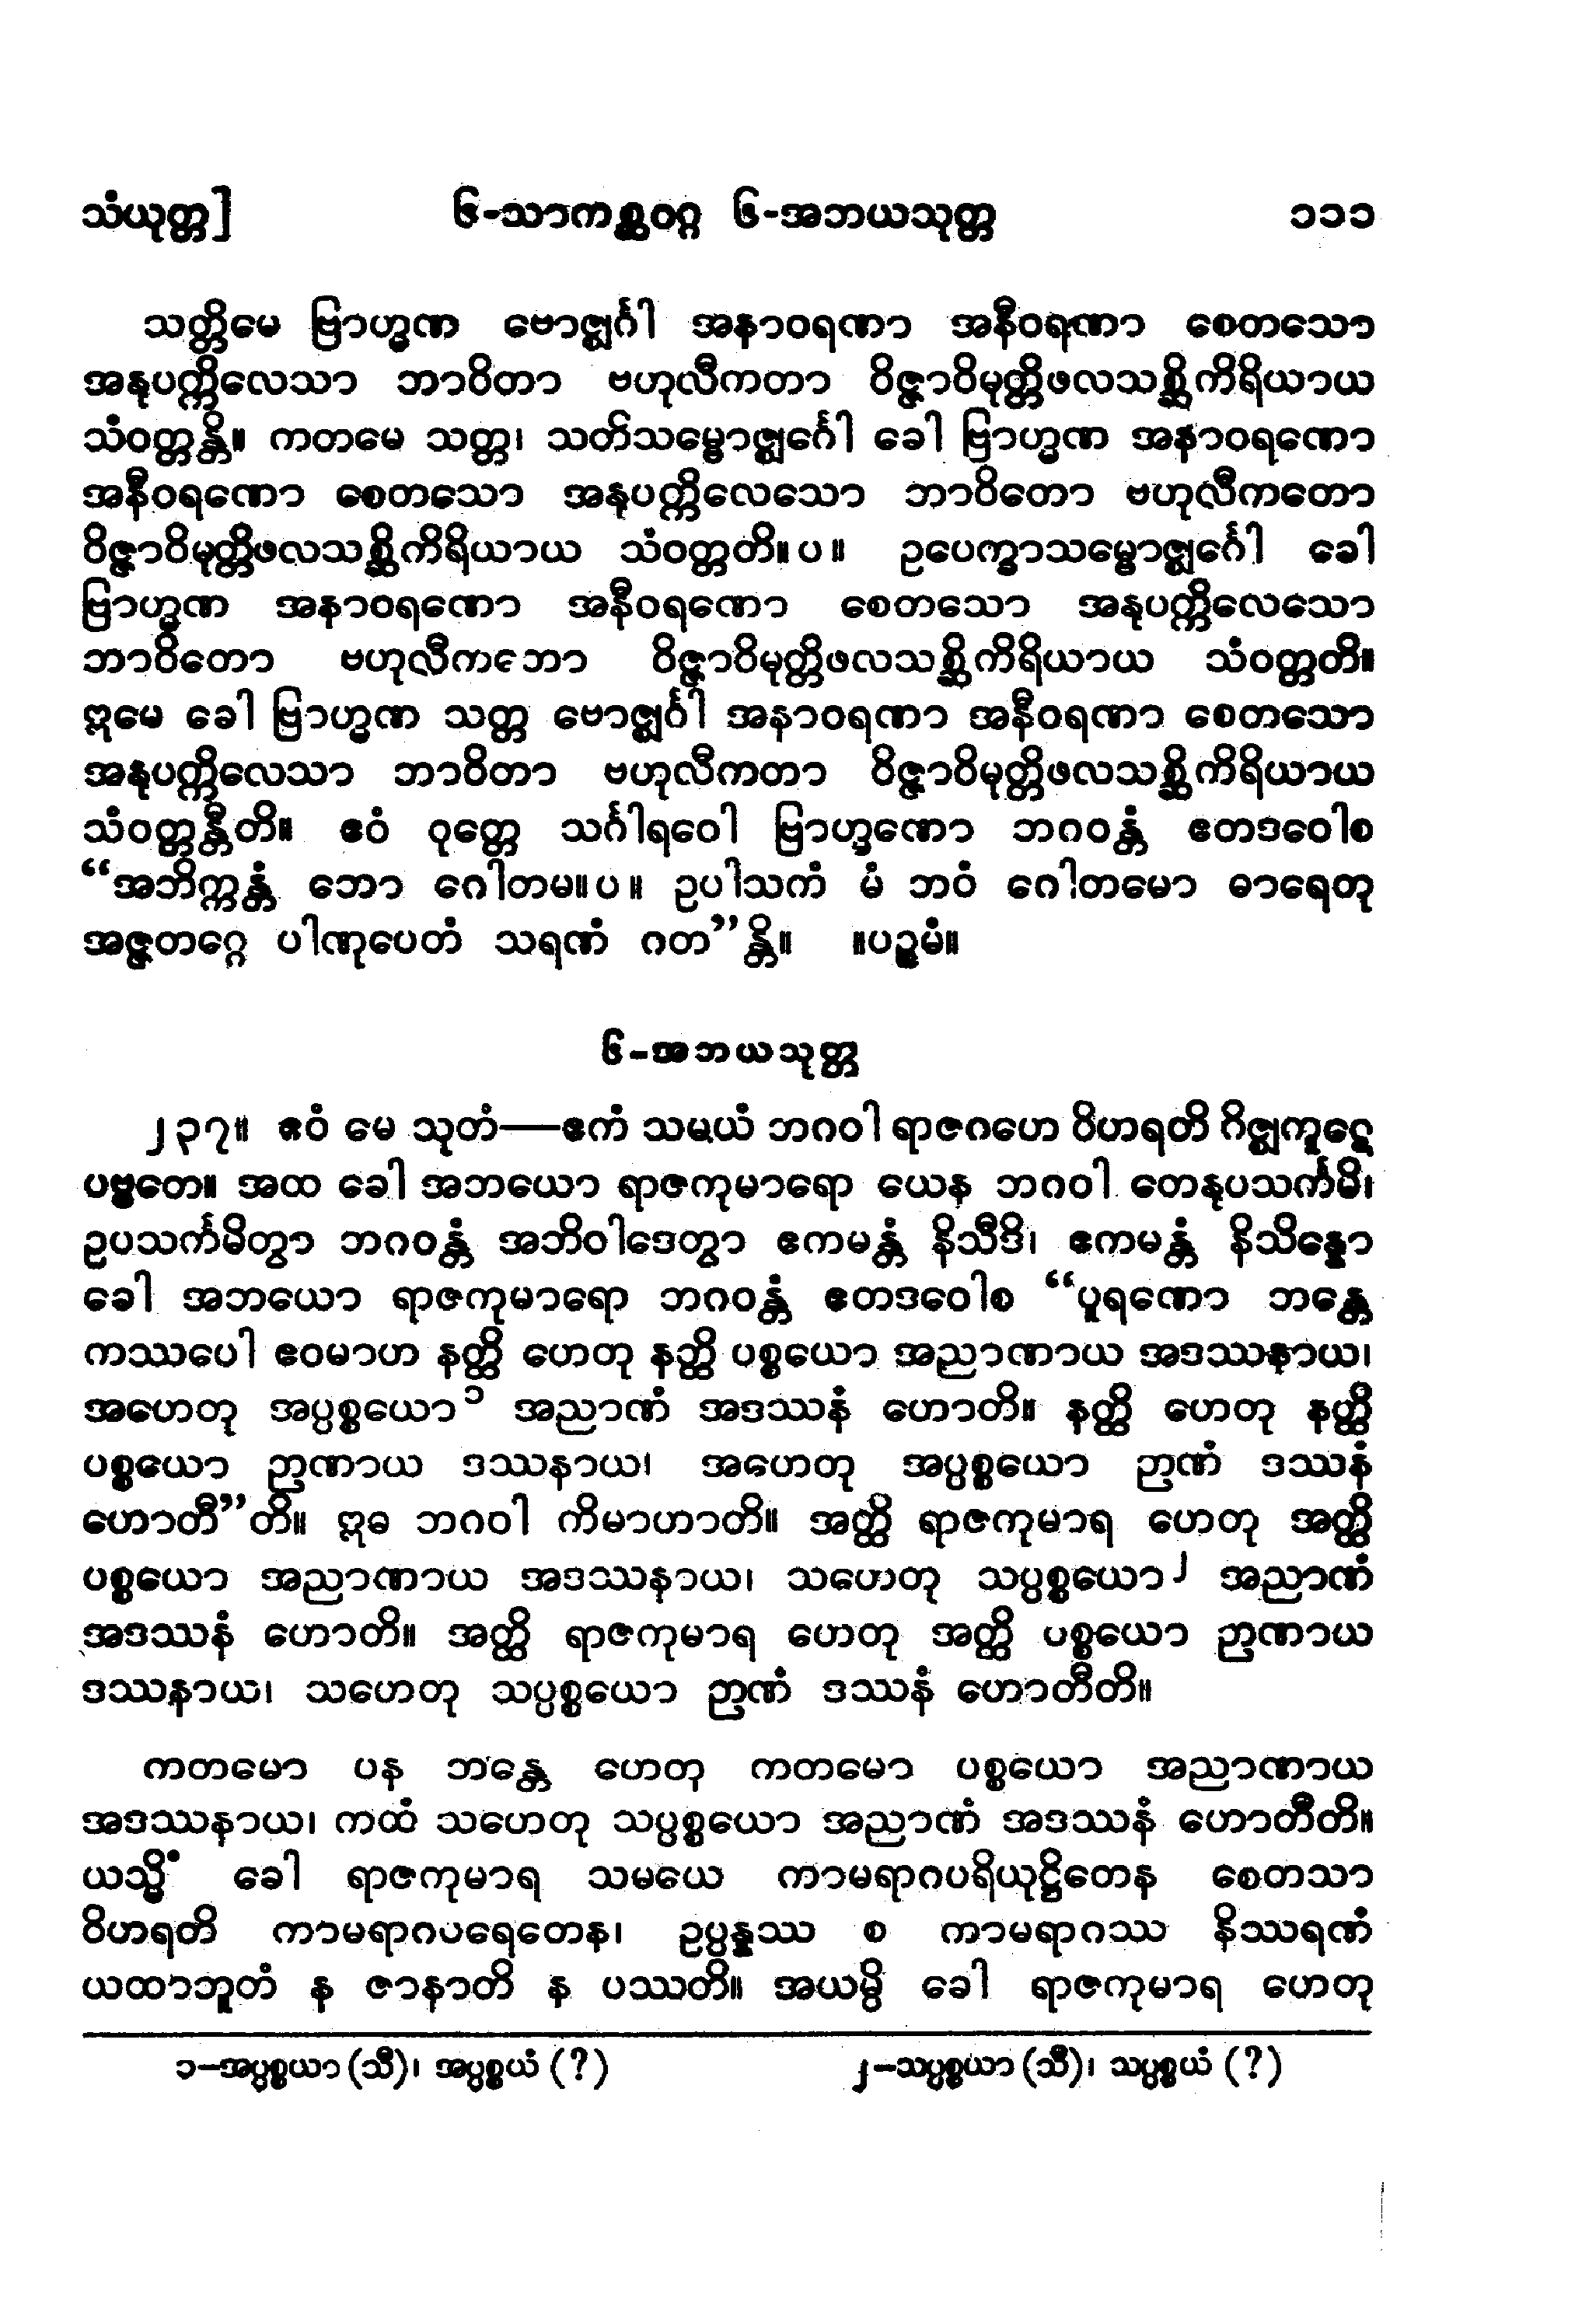 သံယုတ္တ] ၆-သာကစ္ဆဝဂ္ဂ ၆-အဘယသုတ္တ ၁၁၁
သတ္တိမေ ဗြာဟ္မဏ ဗောဇ္ဈင်္ဂါ အနာဝရဏာ အနီဝရဏာ စေတသော
အနုပက္ကိလေသာ ဘာဝိတာ ဗဟုလီကတာ ဝိဇ္ဇာဝိမုတ္တိဖလသစ္ဆိကိရိယာယ
သံဝတ္တန္တိ။ ကတမေ သတ္တ၊ သတိသမ္ဗောဇ္ဈင်္ဂေါ ခေါ ဗြာဟ္မဏ အနာဝရဏော
အနီဝရဏော စေတသော အနုပက္ကိလေသော ဘာဝိတော ဗဟုလီကတော
ဝိဇ္ဇာဝိမုတ္တိဖလသစ္ဆိကိရိယာယ သံဝတ္တတိ။ပ။ ဥပေက္ခာသမ္ဗောဇ္ဈင်္ဂေါ ခေါ
ဗြာဟ္မဏ အနာဝရဏော အနီဝရဏော စေတသော အနုပက္ကိလေသော
ဘာဝိတော ဗဟုလီကတော ဝိဇ္ဇာဝိမုတ္တိဖလသစ္ဆိကိရိယာယ သံဝတ္တတိ။
ဣမေ ခေါ ဗြာဟ္မဏ သတ္တ ဗောဇ္ဈင်္ဂါ အနာဝရဏာ အနီဝရဏာ စေတသော
အနုပက္ကိလေသာ ဘာဝိတာ ဗဟုလီကတာ ဝိဇ္ဇာဝိမုတ္တိဖလသစ္ဆိကိရိယာယ
သံဝတ္တန္တီတိ။ ဧဝံ ဝုတ္တေ သင်္ဂါရဝေါ ဗြာဟ္မဏော ဘဂဝန္တံ ဧတဒဝေါစ
“အဘိက္ကန္တံ ဘော ဂေါတမ။ပ။ ဥပါသကံ မံ ဘဝံ ဂေါတမော ဓာရေတု
အဇ္ဇတဂ္ဂေ ပါဏုပေတံ သရဏံ ဂတ”န္တိ။ ။ပဉ္စမံ။
၆-အဘယသုတ္တ
၂၃၇။ ဧဝံ မေ သုတံ—ဧကံ သမယံ ဘဂဝါ ရာဇဂဟေ ဝိဟရတိ ဂိဇ္ဈကူဋေ
ပဗ္ဗတေ။ အထ ခေါ အဘယော ရာဇကုမာရော ယေန ဘဂဝါ တေနုပသင်္ကမိ၊
ဥပသင်္ကမိတွာ ဘဂဝန္တံ အဘိဝါဒေတွာ ဧကမန္တံ နိသီဒိ၊ ဧကမန္တံ နိသိန္နော
ခေါ အဘယော ရာဇကုမာရော ဘဂဝန္တံ ဧတဒဝေါစ “ပူရဏော ဘန္တေ
ကဿပေါ ဧဝမာဟ နတ္ထိ ဟေတု နတ္ထိ ပစ္စယော အညာဏာယ အဒဿနာယ၊
အဟေတု အပ္ပစ္စယော၁ အညာဏံ အဒဿနံ ဟောတိ။ နတ္ထိ ဟေတု နတ္ထိ
ပစ္စယော ဉာဏာယ ဒဿနာယ၊ အဟေတု အပ္ပစ္စယော ဉာဏံ ဒဿနံ
ဟောတီ”တိ။ ဣဓ ဘဂဝါ ကိမာဟာတိ။ အတ္ထိ ရာဇကုမာရ ဟေတု အတ္ထိ
ပစ္စယော အညာဏာယ အဒဿနာယ၊ သဟေတု သပ္ပစ္စယော၂ အညာဏံ
အဒဿနံ ဟောတိ။ အတ္ထိ ရာဇကုမာရ ဟေတု အတ္ထိ ပစ္စယော ဉာဏာယ
ဒဿနာယ၊ သဟေတု သပ္ပစ္စယော ဉာဏံ ဒဿနံ ဟောတီတိ။
ကတမော ပန ဘန္တေ ဟေတု ကတမော ပစ္စယော အညာဏာယ
အဒဿနာယ၊ ကထံ သဟေတု သပ္ပစ္စယော အညာဏံ အဒဿနံ ဟောတီတိ။
ယသ္မိံ ခေါ ရာဇကုမာရ သမယေ ကာမရာဂပရိယုဋ္ဌိတေန စေတသာ
ဝိဟရတိ ကာမရာဂပရေတေန၊ ဥပ္ပန္နဿ စ ကာမရာဂဿ နိဿရဏံ
ယထာဘူတံ န ဇာနာတိ န ပဿတိ။ အယမ္ပိ ခေါ ရာဇကုမာရ ဟေတု
၁-အပ္ပစ္စယာ (သီ)၊ အပ္ပစ္စယံ (?) ၂-သပ္ပစ္စယာ (သီ)၊ သပ္ပစ္စယံ (?)